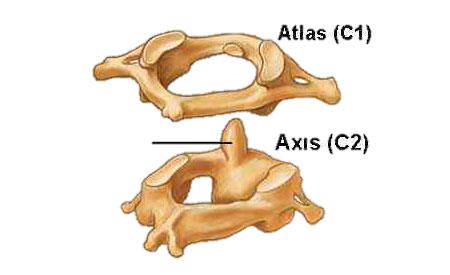 Atlas (C1)
Axis (C2)